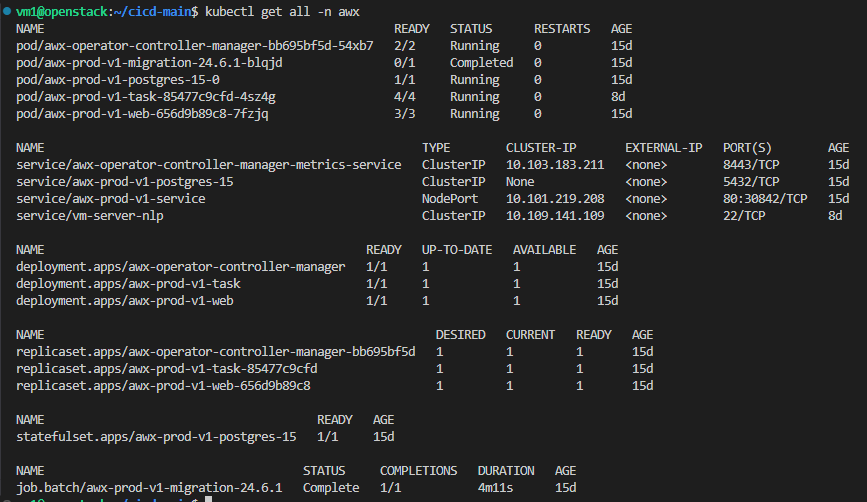 vm1@openstack:~/cicd-main$ kubectl get all -n awx
NAME READY STATUS RESTARTS AGE
pod/awx-operator-controller-manager-bb695bf5d-54xb7 2/2 Running 0 15d
pod/awx-prod-v1-migration-24.6.1-blqjd 0/1 Completed 0 15d
pod/awx-prod-v1-postgres-15-0 1/1 Running 0 15d
pod/awx-prod-v1-task-85477c9cfd-4sz4g 4/4 Running 0 8d
pod/awx-prod-v1-web-656d9b89c8-7fzjq 3/3 Running 0 15d
NAME TYPE CLUSTER-IP EXTERNAL-IP PORT(S) AGE
service/awx-operator-controller-manager-metrics-service ClusterIP 10.103.183.211 <none> 8443/TCP 15d
service/awx-prod-v1-postgres-15 ClusterIP None <none> 5432/TCP 15d
service/awx-prod-v1-service NodePort 10.101.219.208 <none> 80:30842/TCP 15d
service/vm-server-nlp ClusterIP 10.109.141.109 <none> 22/TCP 8d
NAME READY UP-TO-DATE AVAILABLE AGE
deployment.apps/awx-operator-controller-manager 1/1 1 1 15d
deployment.apps/awx-prod-v1-task 1/1 1 1 15d
deployment.apps/awx-prod-v1-web 1/1 1 1 15d
NAME DESIRED CURRENT READY AGE
replicaset.apps/awx-operator-controller-manager-bb695bf5d 1 1 1 15d
replicaset.apps/awx-prod-v1-task-85477c9cfd 1 1 1 15d
replicaset.apps/awx-prod-v1-web-656d9b89c8 1 1 1 15d
NAME READY AGE
statefulset.apps/awx-prod-v1-postgres-15 1/1 15d
NAME STATUS COMPLETIONS DURATION AGE
job.batch/awx-prod-v1-migration-24.6.1 Complete 1/1 4m11s 15d